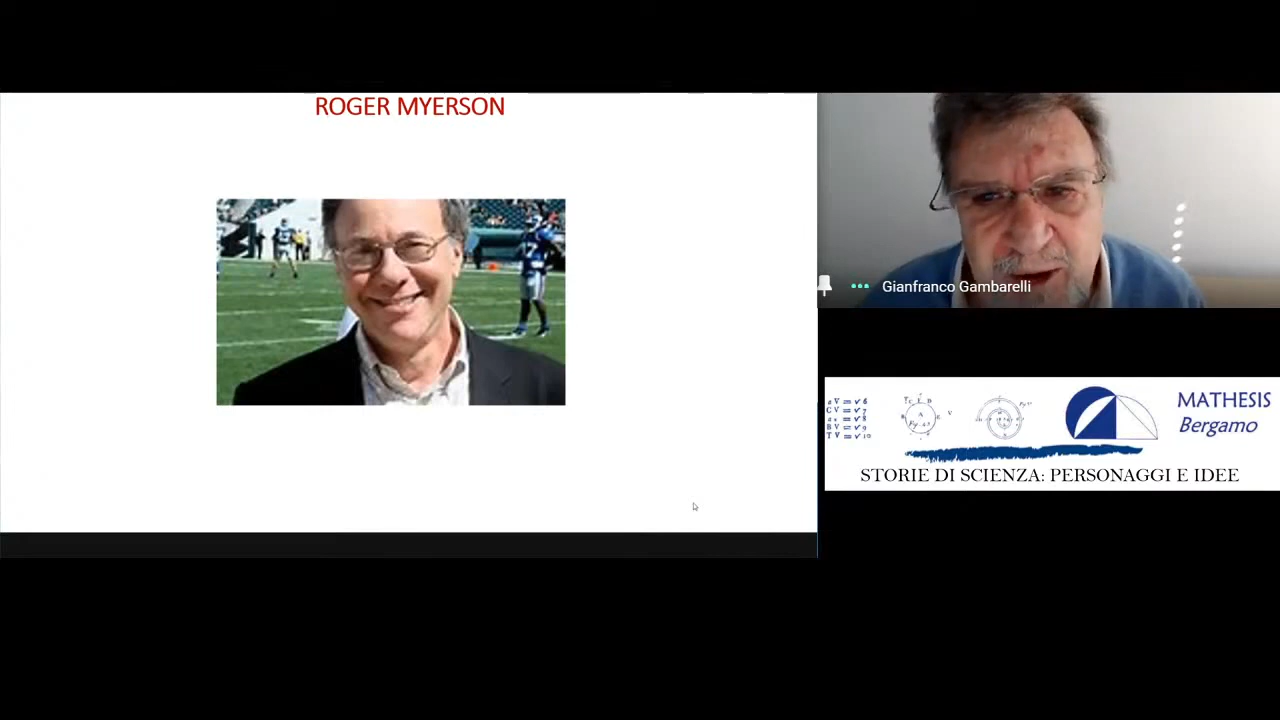 ROGER MYERSON
Gianfranco Gambarelli
MATHESIS
Bergamo
STORIE DI SCIENZA: PERSONAGGI E IDEE